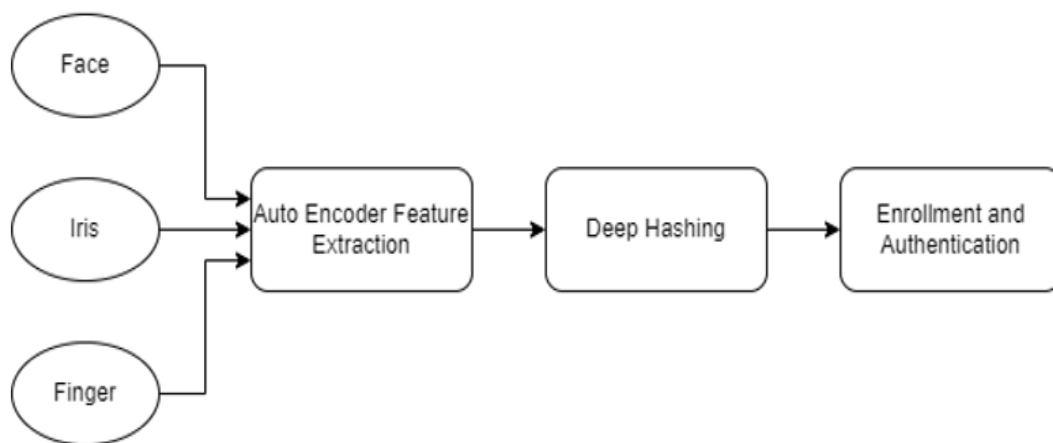 Face
Iris
Finger
Auto Encoder Feature
Extraction
Deep Hashing
Enrollment and
Authentication